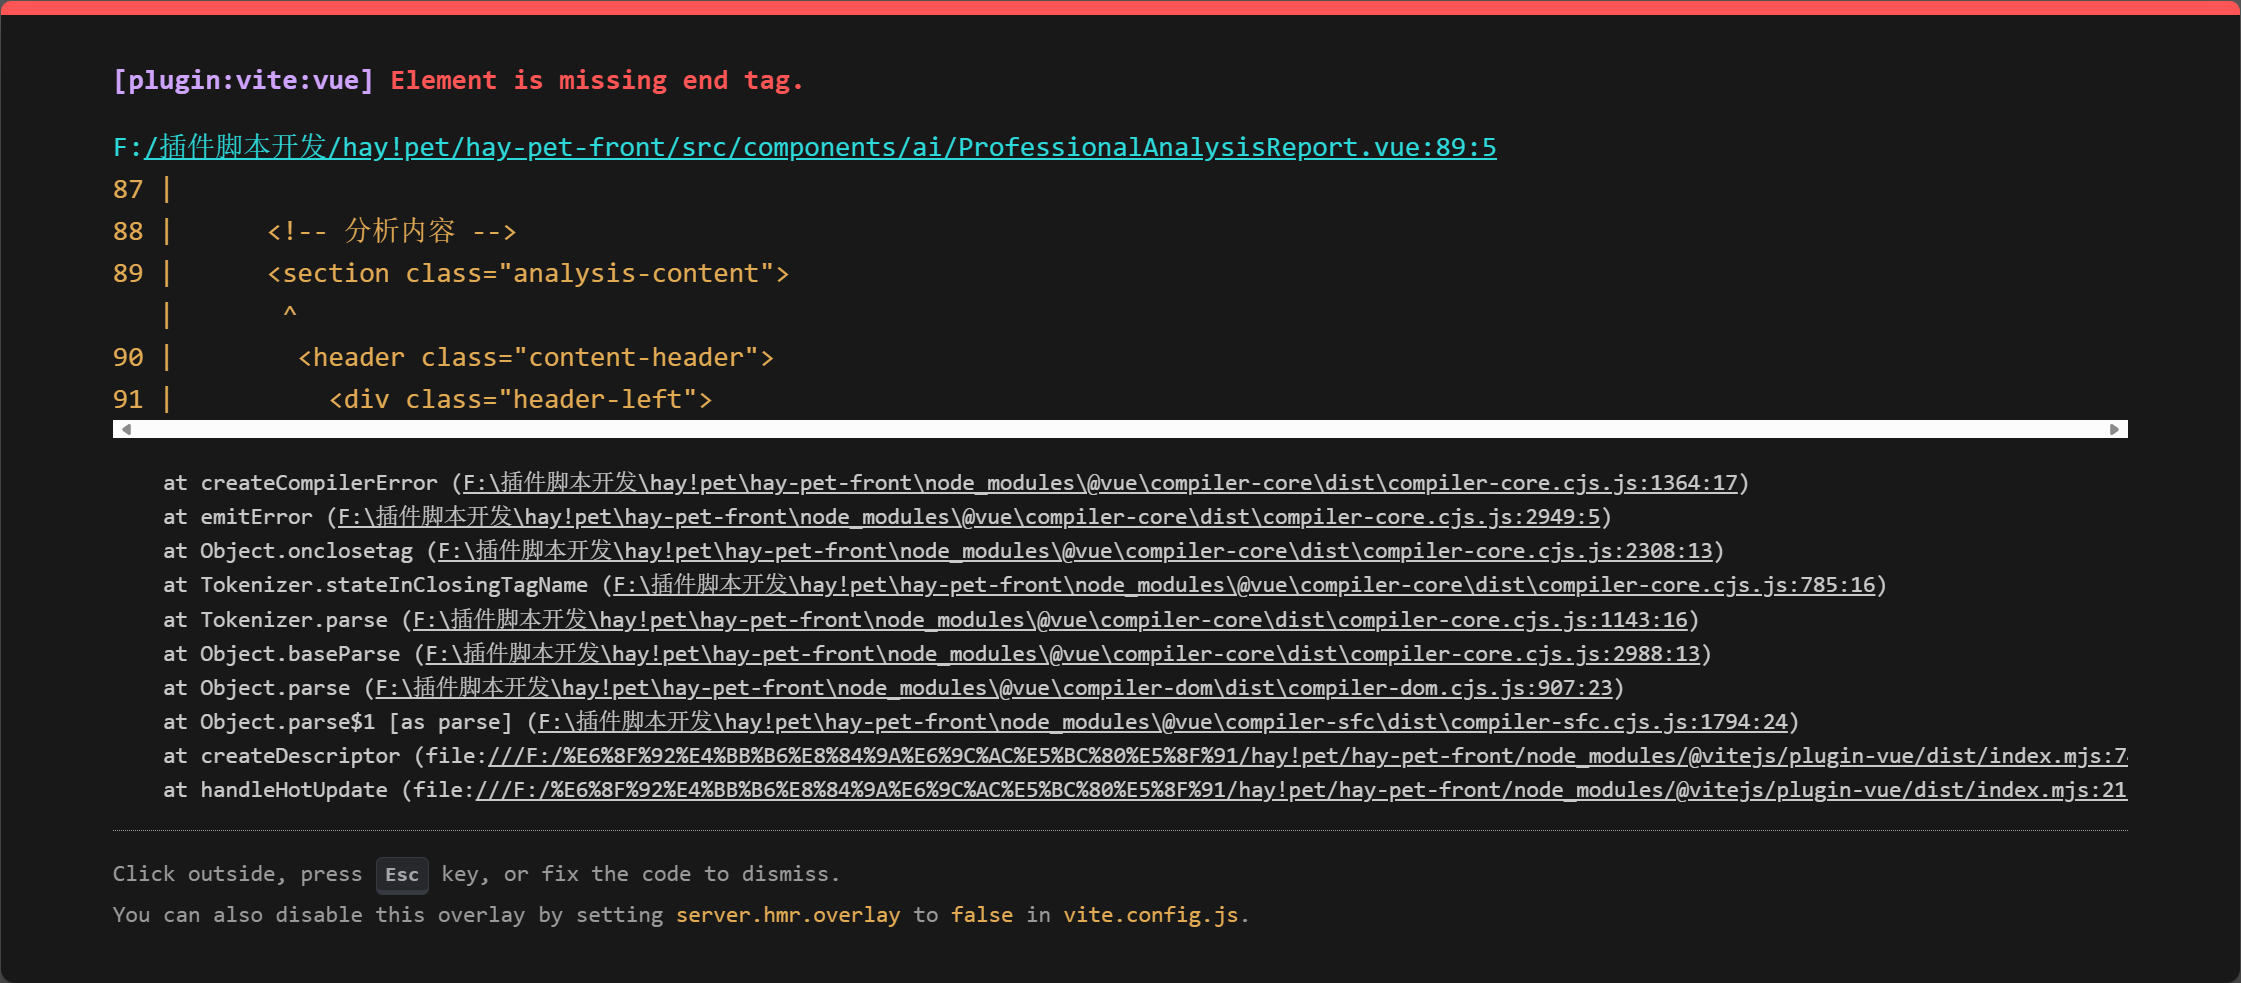 [plugin:vite:vue] Element is missing end tag.
F:/插件脚本开发/hay!pet/hay-pet-front/src/components/ai/ProfessionalAnalysisReport.vue:89:5
87 |
88 |      <!-- 分析内容 -->
89 |      <section class="analysis-content">
   |       ^
90 |        <header class="content-header">
91 |          <div class="header-left">
at createCompilerError (F:\插件脚本开发\hay!pet\hay-pet-front\node_modules\@vue\compiler-core\dist\compiler-core.cjs.js:1364:17)
at emitError (F:\插件脚本开发\hay!pet\hay-pet-front\node_modules\@vue\compiler-core\dist\compiler-core.cjs.js:2949:5)
at Object.onclosetag (F:\插件脚本开发\hay!pet\hay-pet-front\node_modules\@vue\compiler-core\dist\compiler-core.cjs.js:2308:13)
at Tokenizer.stateInClosingTagName (F:\插件脚本开发\hay!pet\hay-pet-front\node_modules\@vue\compiler-core\dist\compiler-core.cjs.js:785:16)
at Tokenizer.parse (F:\插件脚本开发\hay!pet\hay-pet-front\node_modules\@vue\compiler-core\dist\compiler-core.cjs.js:1143:16)
at Object.baseParse (F:\插件脚本开发\hay!pet\hay-pet-front\node_modules\@vue\compiler-core\dist\compiler-core.cjs.js:2988:13)
at Object.parse (F:\插件脚本开发\hay!pet\hay-pet-front\node_modules\@vue\compiler-dom\dist\compiler-dom.cjs.js:907:23)
at Object.parse$1 [as parse] (F:\插件脚本开发\hay!pet\hay-pet-front\node_modules\@vue\compiler-sfc\dist\compiler-sfc.cjs.js:1794:24)
at createDescriptor (file:///F:/%E6%8F%92%E4%BB%B6%E8%84%9A%E6%9C%AC%E5%BC%80%E5%8F%91/hay!pet/hay-pet-front/node_modules/@vitejs/plugin-vue/dist/index.mjs:7
at handleHotUpdate (file:///F:/%E6%8F%92%E4%BB%B6%E8%84%9A%E6%9C%AC%E5%BC%80%E5%8F%91/hay!pet/hay-pet-front/node_modules/@vitejs/plugin-vue/dist/index.mjs:21
Click outside, press Esc key, or fix the code to dismiss.
You can also disable this overlay by setting server.hmr.overlay to false in vite.config.js.